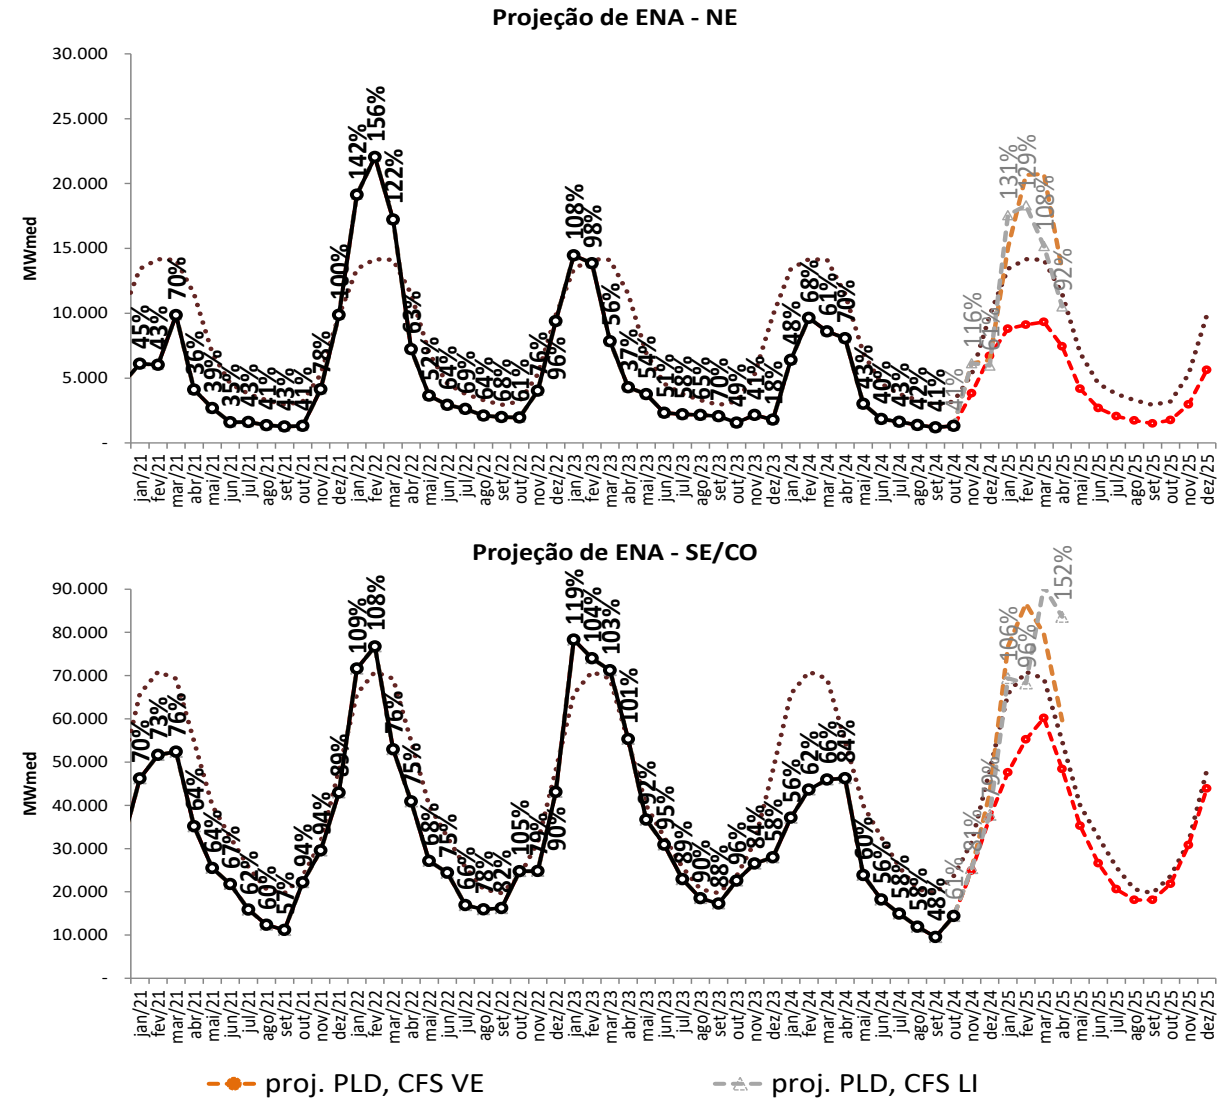 Projeção de ENA - NE
30.000
25.000
20.000
15.000
10.000
5.000
-
MWmed
45% 43% 70% 36% 39% 35% 43% 41% 43% 41% 78% 100% 142% 156% 122% 63% 52% 64% 69% 64% 68% 61% 76% 96% 108% 98% 56% 37% 54% 51% 58% 65% 70% 49% 41% 18% 48% 68% 61% 70% 43% 40% 43% 42% 41% 41% 116% 61% 131% 129% 108% 92%
jan/21 fev/21 mar/21 abr/21 mai/21 jun/21 jul/21 ago/21 set/21 out/21 nov/21 dez/21 jan/22 fev/22 mar/22 abr/22 mai/22 jun/22 jul/22 ago/22 set/22 out/22 nov/22 dez/22 jan/23 fev/23 mar/23 abr/23 mai/23 jun/23 jul/23 ago/23 set/23 out/23 nov/23 dez/23 jan/24 fev/24 mar/24 abr/24 mai/24 jun/24 jul/24 ago/24 set/24 out/24 nov/24 dez/24 jan/25 fev/25 mar/25 abr/25 mai/25 jun/25 jul/25 ago/25 set/25 out/25 nov/25 dez/25
Projeção de ENA - SE/CO
90.000
80.000
70.000
60.000
50.000
40.000
30.000
20.000
10.000
-
MWmed
70% 73% 76% 64% 64% 67% 62% 60% 57% 94% 94% 89% 109% 108% 76% 75% 68% 75% 66% 78% 82% 105% 79% 90% 119% 104% 103% 101% 92% 95% 89% 90% 88% 96% 84% 58% 56% 62% 66% 84% 60% 56% 58% 58% 48% 61% 81% 79% 106% 96% 152%
jan/21 fev/21 mar/21 abr/21 mai/21 jun/21 jul/21 ago/21 set/21 out/21 nov/21 dez/21 jan/22 fev/22 mar/22 abr/22 mai/22 jun/22 jul/22 ago/22 set/22 out/22 nov/22 dez/22 jan/23 fev/23 mar/23 abr/23 mai/23 jun/23 jul/23 ago/23 set/23 out/23 nov/23 dez/23 jan/24 fev/24 mar/24 abr/24 mai/24 jun/24 jul/24 ago/24 set/24 out/24 nov/24 dez/24 jan/25 fev/25 mar/25 abr/25 mai/25 jun/25 jul/25 ago/25 set/25 out/25 nov/25 dez/25
proj. PLD, CFS VE
proj. PLD, CFS LI